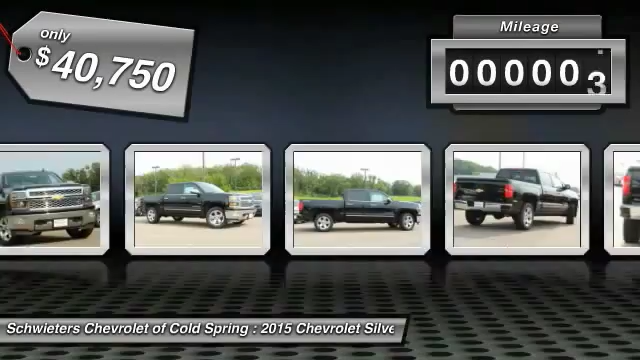 only
$40,750
Mileage
000003
Schwieters Chevrolet of Cold Spring : 2015 Chevrolet Silve